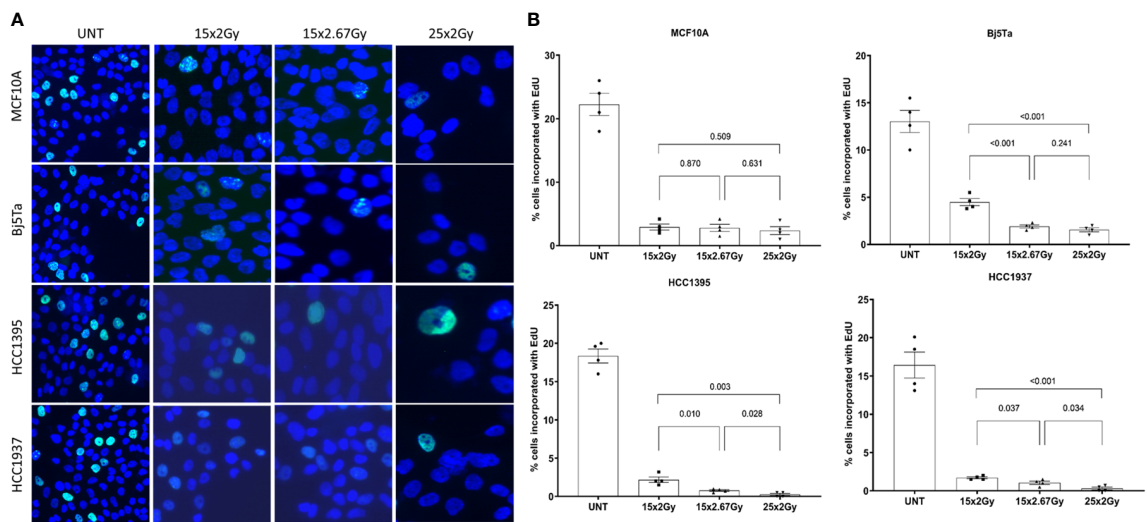 A
UNT 15x2Gy 15x2.67Gy 25x2Gy
MCF10A
Bj5Ta
HCC1395
HCC1937
B
MCF10A
% cells incorporated with EdU
30
20
10
0
0.509
0.870 0.631
UNT 15x2Gy 15x2.67Gy 25x2Gy
Bj5Ta
% cells incorporated with EdU
20
15
10
5
0
<0.001
<0.001 0.241
UNT 15x2Gy 15x2.67Gy 25x2Gy
HCC1395
% cells incorporated with EdU
25
20
15
10
5
0
0.003
0.010 0.028
UNT 15x2Gy 15x2.67Gy 25x2Gy
HCC1937
% cells incorporated with EdU
25
20
15
10
5
0
<0.001
0.037 0.034
UNT 15x2Gy 15x2.67Gy 25x2Gy